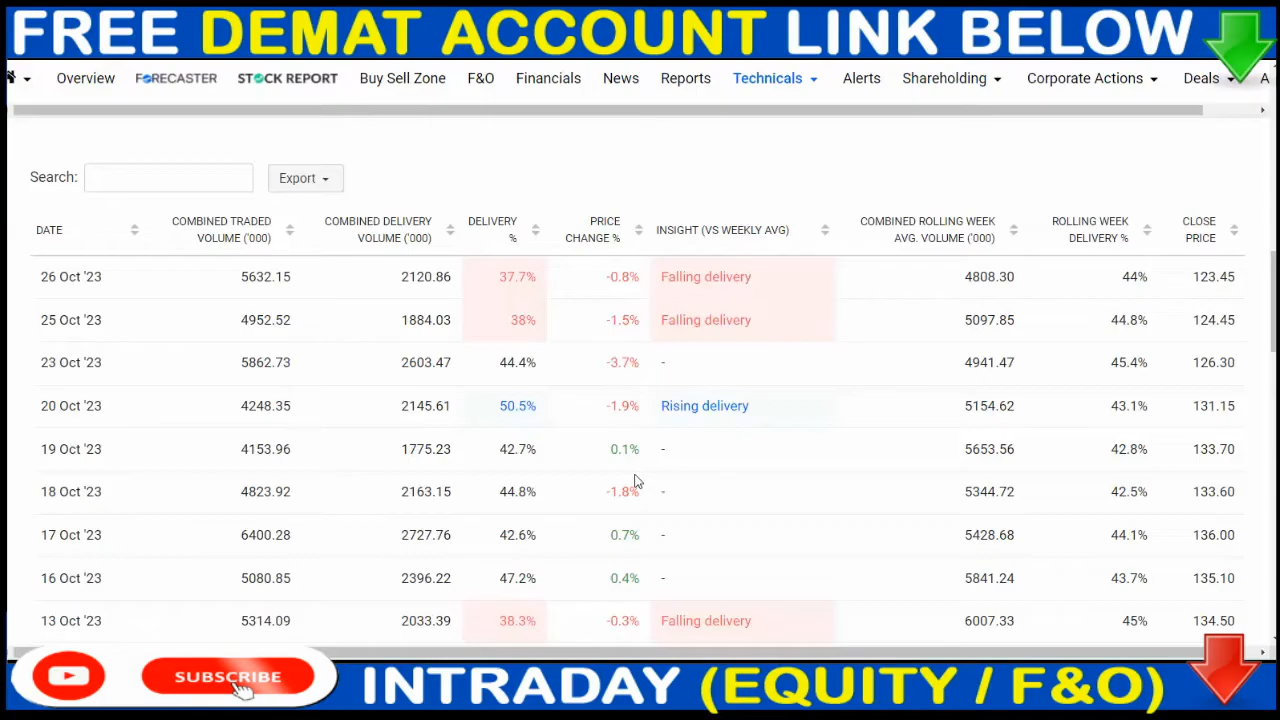 FREE DEMAT ACCOUNT LINK BELOW
Overview FORECASTER STOCK REPORT Buy Sell Zone F&O Financials News Reports Technicals Alerts Shareholding Corporate Actions Deals A
Search: Export
DATE COMBINED TRADED VOLUME ('000) COMBINED DELIVERY VOLUME ('000) DELIVERY % PRICE CHANGE % INSIGHT (VS WEEKLY AVG) COMBINED ROLLING WEEK AVG. VOLUME ('000) ROLLING WEEK DELIVERY % CLOSE PRICE
26 Oct '23 5632.15 2120.86 37.7% -0.8% Falling delivery 4808.30 44% 123.45
25 Oct '23 4952.52 1884.03 38% -1.5% Falling delivery 5097.85 44.8% 124.45
23 Oct '23 5862.73 2603.47 44.4% -3.7% - 4941.47 45.4% 126.30
20 Oct '23 4248.35 2145.61 50.5% -1.9% Rising delivery 5154.62 43.1% 131.15
19 Oct '23 4153.96 1775.23 42.7% 0.1% - 5653.56 42.8% 133.70
18 Oct '23 4823.92 2163.15 44.8% -1.8% - 5344.72 42.5% 133.60
17 Oct '23 6400.28 2727.76 42.6% 0.7% - 5428.68 44.1% 136.00
16 Oct '23 5080.85 2396.22 47.2% 0.4% - 5841.24 43.7% 135.10
13 Oct '23 5314.09 2033.39 38.3% -0.3% Falling delivery 6007.33 45% 134.50
SUBSCRIBE INTRADAY (EQUITY / F&O)